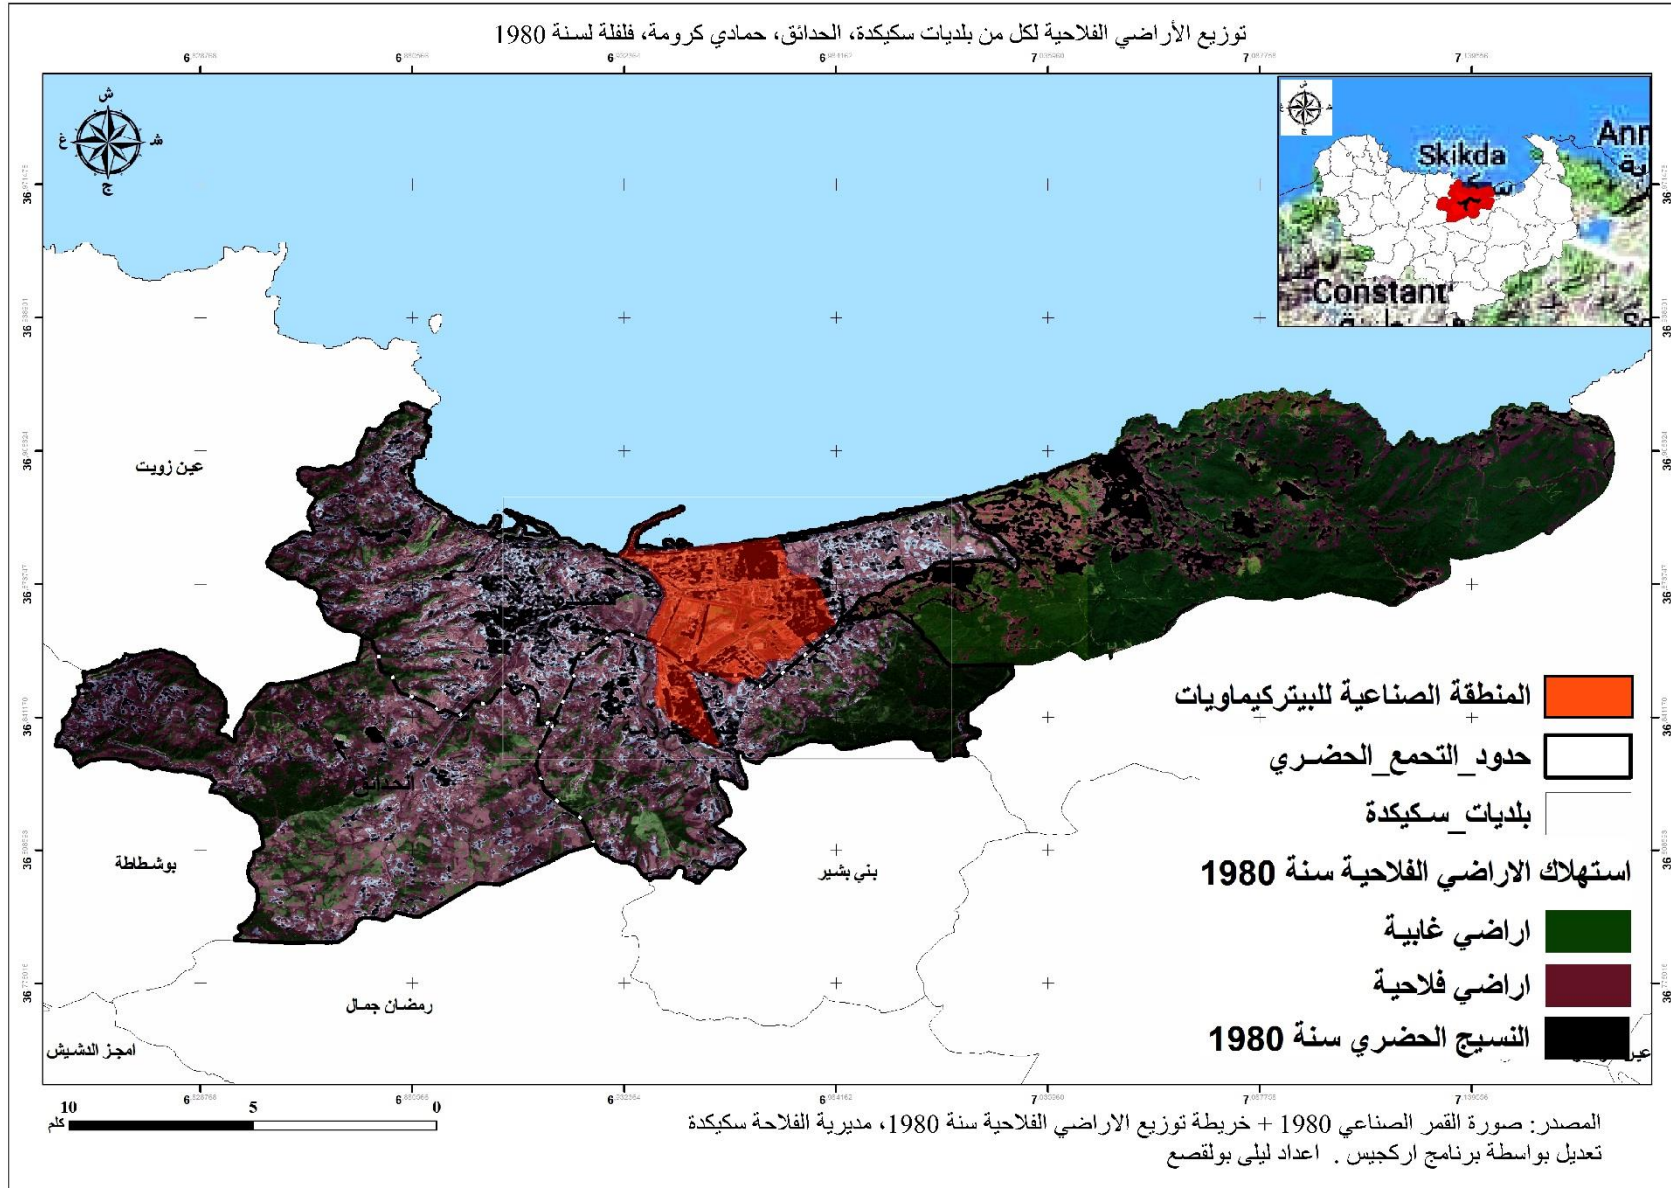 توزيع الأراضي الفلاحية لكل من بلديات سكيكدة، الحدائق، حمادي كرومة، فلفلة لسنة 1980
ش
غ
ج
Skikda
Ann
Constant
عين زويت
الحدائق
بوشطاطة
بني بشير
رمضان جمال
امجز الدشيش
المنطقة الصناعية للبيتركيماويات
حدود_التحمع_الحضري
بلديات_سكيكدة
استهلاك الاراضي الفلاحية سنة 1980
اراضي غابية
اراضي فلاحية
النسيج الحضري سنة 1980
10 5 0
كلم
المصدر: صورة القمر الصناعي 1980 + خريطة توزيع الاراضي الفلاحية سنة 1980، مديرية الفلاحة سكيكدة
تعديل بواسطة برنامج اركجيس . اعداد ليلى بولقصع